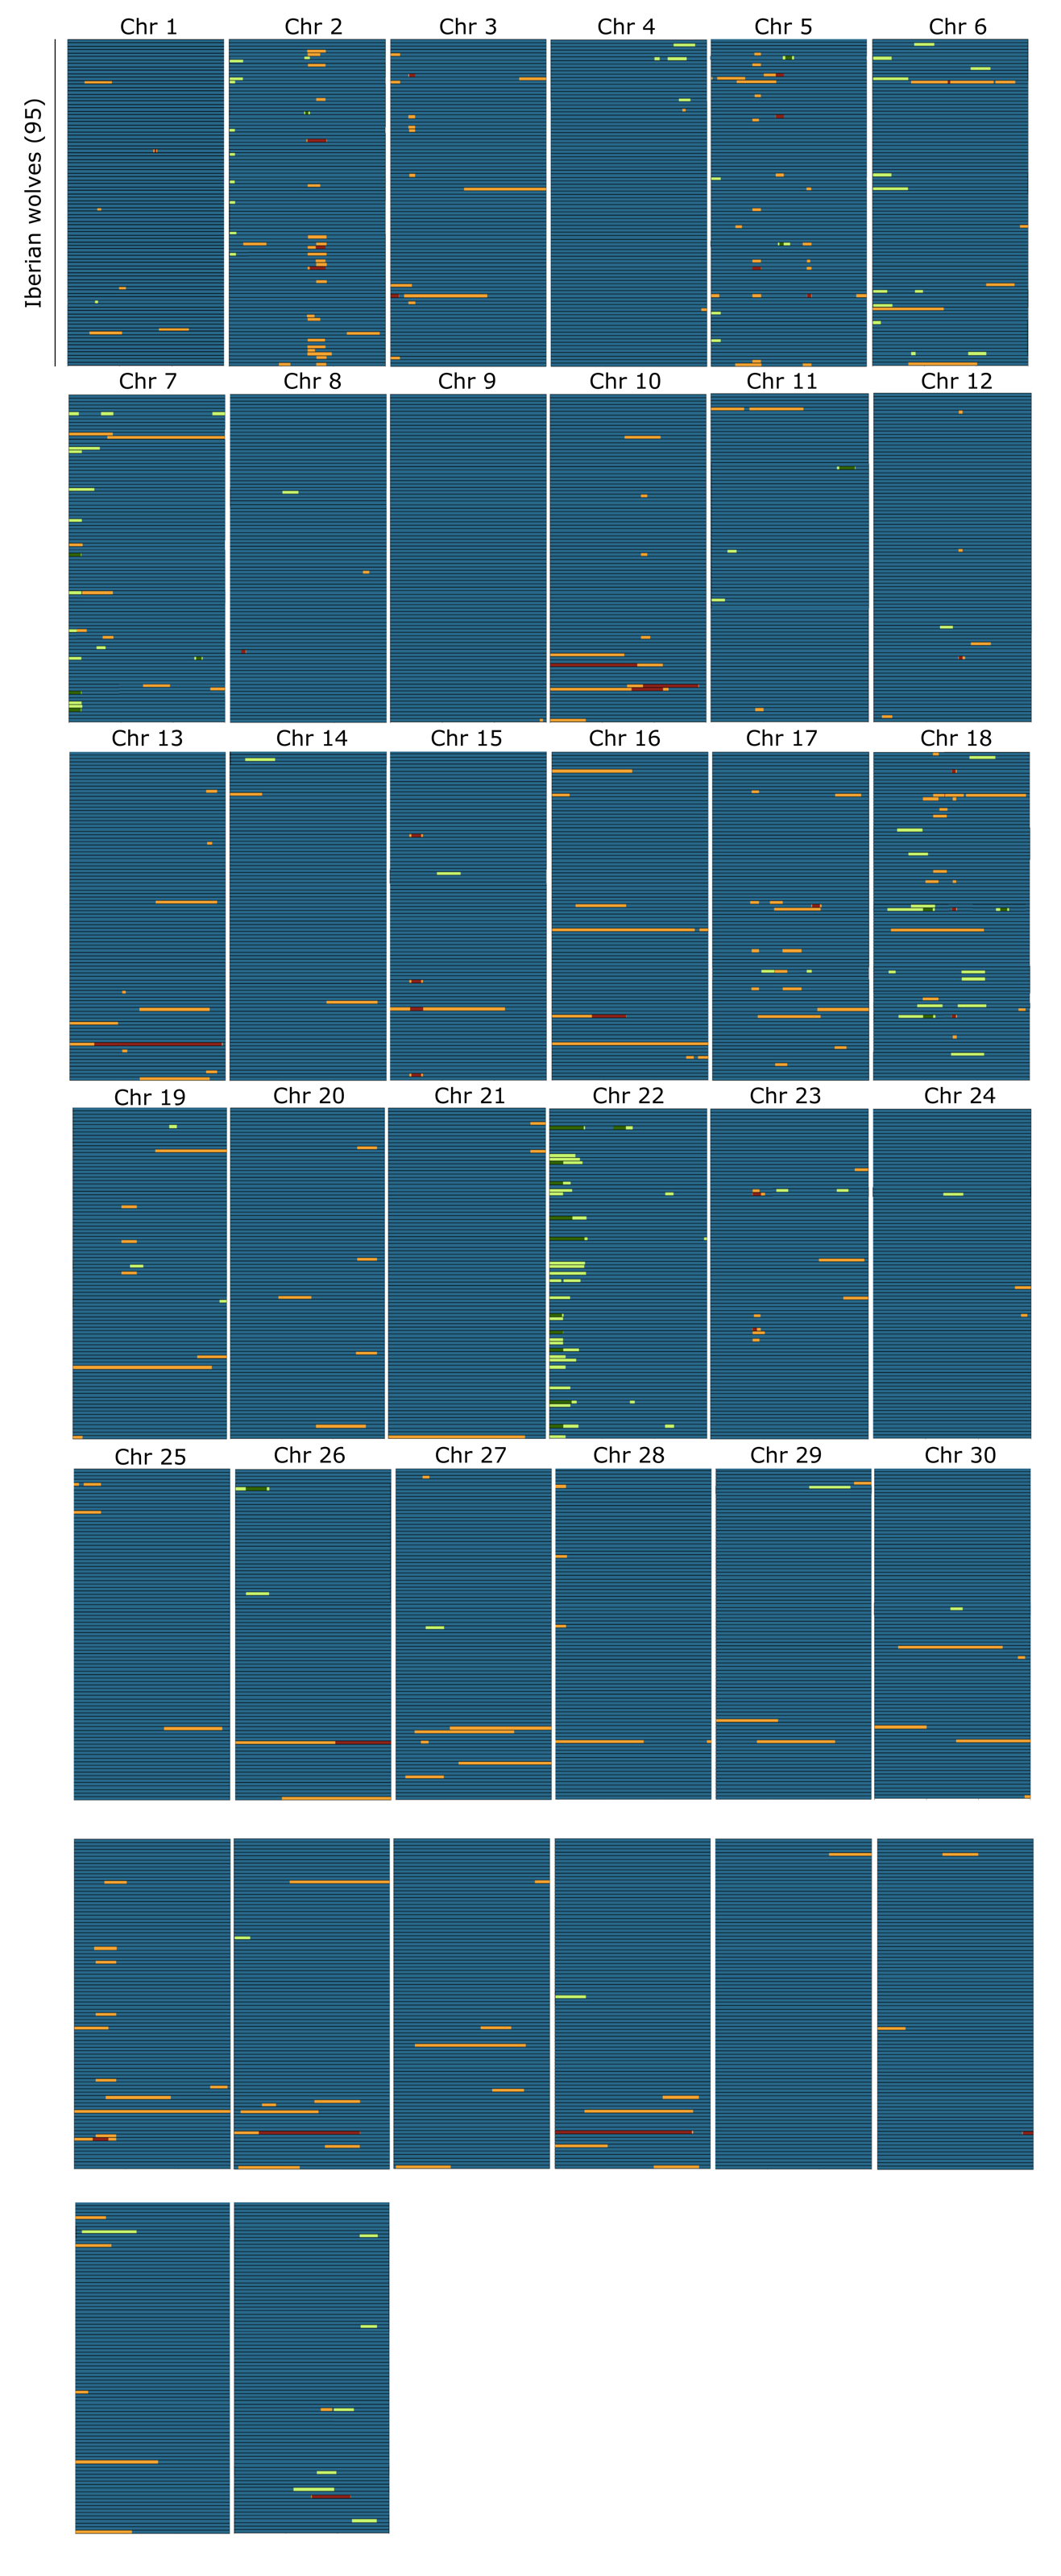 Chr 1 Chr 2 Chr 3 Chr 4 Chr 5 Chr 6
Iberian wolves (95)
Chr 7 Chr 8 Chr 9 Chr 10 Chr 11 Chr 12
Chr 13 Chr 14 Chr 15 Chr 16 Chr 17 Chr 18
Chr 19 Chr 20 Chr 21 Chr 22 Chr 23 Chr 24
Chr 25 Chr 26 Chr 27 Chr 28 Chr 29 Chr 30